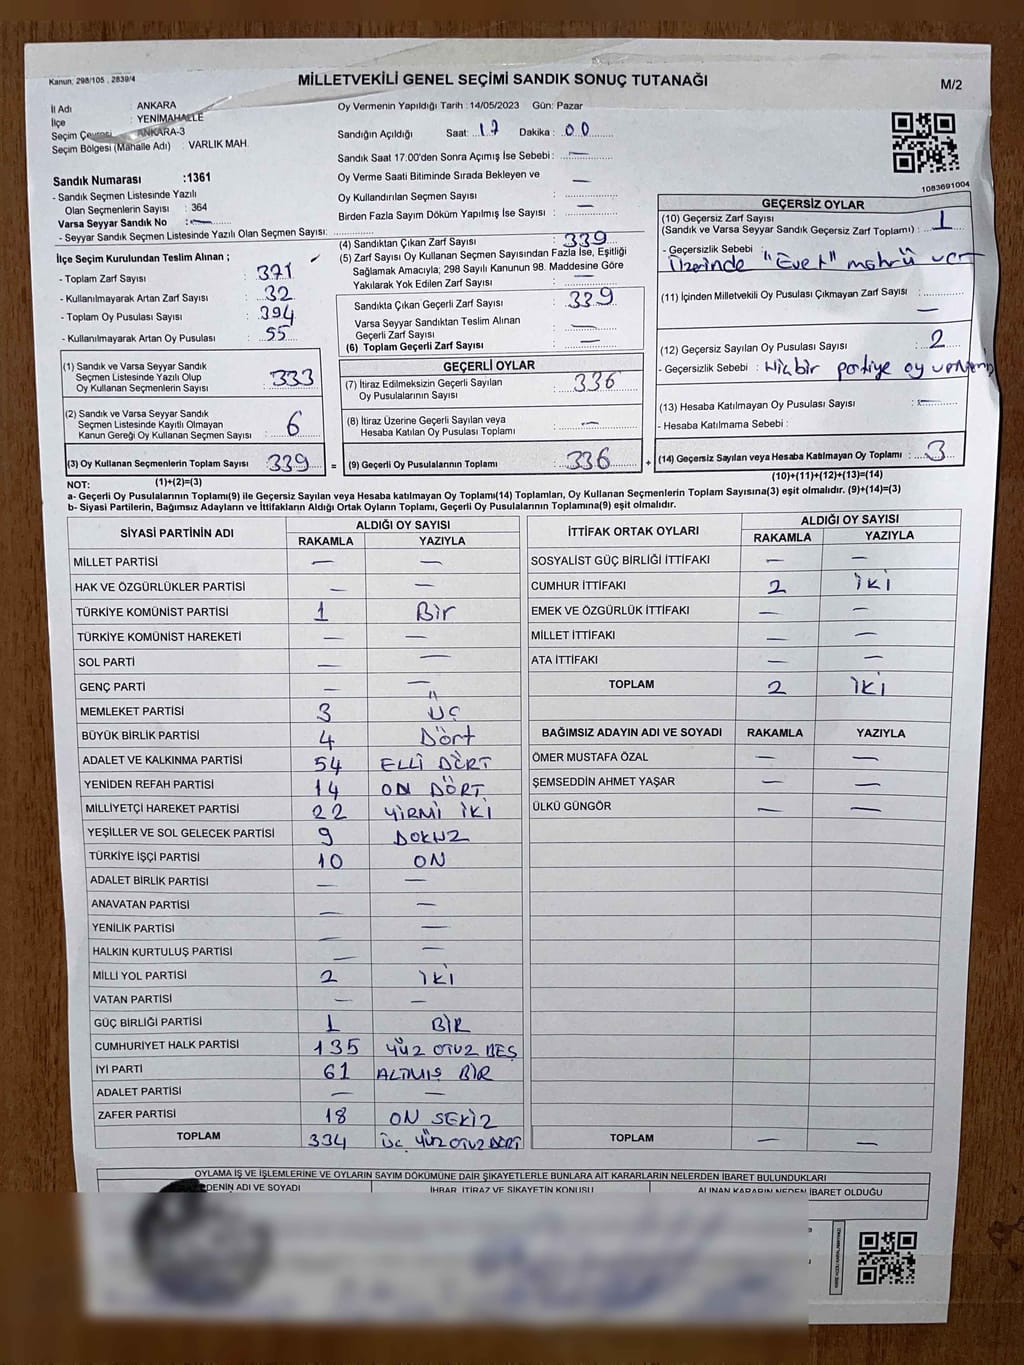 Kanun: 298/105 , 2839/4
MİLLETVEKİLİ GENEL SEÇİMİ SANDIK SONUÇ TUTANAĞI
M/2
İl Adı : ANKARA
İlçe : YENİMAHALLE
Seçim Çevresi : ANKARA-3
Seçim Bölgesi (Mahalle Adı) : VARLIK MAH.
Oy Vermenin Yapıldığı Tarih : 14/05/2023 Gün: Pazar
Sandığın Açıldığı Saat: 17 Dakika : 00
Sandık Saat 17.00'den Sonra Açımış İse Sebebi : —
Oy Verme Saati Bitiminde Sırada Bekleyen ve
Oy Kullandırılan Seçmen Sayısı : —
Birden Fazla Sayım Döküm Yapılmış İse Sayısı : —
1083691004
Sandık Numarası :1361
- Sandık Seçmen Listesinde Yazılı
Olan Seçmenlerin Sayısı : 364
Varsa Seyyar Sandık No : —
- Seyyar Sandık Seçmen Listesinde Yazılı Olan Seçmen Sayısı:
İlçe Seçim Kurulundan Teslim Alınan ;
- Toplam Zarf Sayısı : 371
- Kullanılmayarak Artan Zarf Sayısı : 32
- Toplam Oy Pusulası Sayısı : 394
- Kullanılmayarak Artan Oy Pusulası : 55
(1) Sandık ve Varsa Seyyar Sandık
Seçmen Listesinde Yazılı Olup
Oy Kullanan Seçmenlerin Sayısı : 333
(2) Sandık ve Varsa Seyyar Sandık
Seçmen Listesinde Kayıtlı Olmayan
Kanun Gereği Oy Kullanan Seçmen Sayısı : 6
(3) Oy Kullanan Seçmenlerin Toplam Sayısı : 339
(4) Sandıktan Çıkan Zarf Sayısı : 339
(5) Zarf Sayısı Oy Kullanan Seçmen Sayısından Fazla İse, Eşitliği
Sağlamak Amacıyla; 298 Sayılı Kanunun 98. Maddesine Göre
Yakılarak Yok Edilen Zarf Sayısı : —
Sandıkta Çıkan Geçerli Zarf Sayısı : 339
Varsa Seyyar Sandıktan Teslim Alınan
Geçerli Zarf Sayısı : —
(6) Toplam Geçerli Zarf Sayısı : —
GEÇERLİ OYLAR
(7) İtiraz Edilmeksizin Geçerli Sayılan
Oy Pusulalarının Sayısı : 336
(8) İtiraz Üzerine Geçerli Sayılan veya
Hesaba Katılan Oy Pusulası Toplamı : —
= (9) Geçerli Oy Pusulalarının Toplamı : 336
GEÇERSİZ OYLAR
(10) Geçersiz Zarf Sayısı
(Sandık ve Varsa Seyyar Sandık Geçersiz Zarf Toplamı) : 1
- Geçersizlik Sebebi :
Üzerinde "Evet" mührü var
(11) İçinden Milletvekili Oy Pusulası Çıkmayan Zarf Sayısı :
—
(12) Geçersiz Sayılan Oy Pusulası Sayısı : 2
- Geçersizlik Sebebi : Hiçbir partiye oy
(13) Hesaba Katılmayan Oy Pusulası Sayısı : —
- Hesaba Katılmama Sebebi :
+ (14) Geçersiz Sayılan veya Hesaba Katılmayan Oy Toplamı : 3
NOT: (1)+(2)=(3) (10)+(11)+(12)+(13)=(14)
a- Geçerli Oy Pusulalarının Toplamı(9) ile Geçersiz Sayılan veya Hesaba katılmayan Oy Toplamı(14) Toplamları, Oy Kullanan Seçmenlerin Toplam Sayısına(3) eşit olmalıdır. (9)+(14)=(3)
b- Siyasi Partilerin, Bağımsız Adayların ve İttifakların Aldığı Ortak Oyların Toplamı, Geçerli Oy Pusulalarının Toplamına(9) eşit olmalıdır.
SİYASİ PARTİNİN ADI ALDIĞI OY SAYISI
RAKAMLA YAZIYLA
MİLLET PARTİSİ — —
HAK VE ÖZGÜRLÜKLER PARTİSİ — —
TÜRKİYE KOMÜNİST PARTİSİ 1 Bir
TÜRKİYE KOMÜNİST HAREKETİ — —
SOL PARTİ — —
GENÇ PARTİ — —
MEMLEKET PARTİSİ 3 Üç
BÜYÜK BİRLİK PARTİSİ 4 Dört
ADALET VE KALKINMA PARTİSİ 54 ELLİ DÖRT
YENİDEN REFAH PARTİSİ 14 ON DÖRT
MİLLİYETÇİ HAREKET PARTİSİ 22 YİRMİ İKİ
YEŞİLLER VE SOL GELECEK PARTİSİ 9 DOKUZ
TÜRKİYE İŞÇİ PARTİSİ 10 ON
ADALET BİRLİK PARTİSİ — —
ANAVATAN PARTİSİ — —
YENİLİK PARTİSİ — —
HALKIN KURTULUŞ PARTİSİ — —
MİLLİ YOL PARTİSİ 2 İKİ
VATAN PARTİSİ — —
GÜÇ BİRLİĞİ PARTİSİ 1 BİR
CUMHURİYET HALK PARTİSİ 135 YÜZ OTUZ BEŞ
İYİ PARTİ 61 ALTMIŞ BİR
ADALET PARTİSİ — —
ZAFER PARTİSİ 18 ON SEKİZ
TOPLAM 334 ÜÇ YÜZ OTUZ DÖRT
İTTİFAK ORTAK OYLARI ALDIĞI OY SAYISI
RAKAMLA YAZIYLA
SOSYALİST GÜÇ BİRLİĞİ İTTİFAKI — —
CUMHUR İTTİFAKI 2 İKİ
EMEK VE ÖZGÜRLÜK İTTİFAKI — —
MİLLET İTTİFAKI — —
ATA İTTİFAKI — —
TOPLAM 2 İKİ
BAĞIMSIZ ADAYIN ADI VE SOYADI RAKAMLA YAZIYLA
ÖMER MUSTAFA ÖZAL — —
ŞEMSEDDİN AHMET YAŞAR — —
ÜLKÜ GÜNGÖR — —
TOPLAM — —
OYLAMA İŞ VE İŞLEMLERİNE VE OYLARIN SAYIM DÖKÜMÜNE DAİR ŞİKAYETLERLE BUNLARA AİT KARARLARIN NELERDEN İBARET BULUNDUKLARI
EDENİN ADI VE SOYADI İHBAR, İTİRAZ VE ŞİKAYETİN KONUSU ALINAN KARARIN NEDEN İBARET OLDUĞU